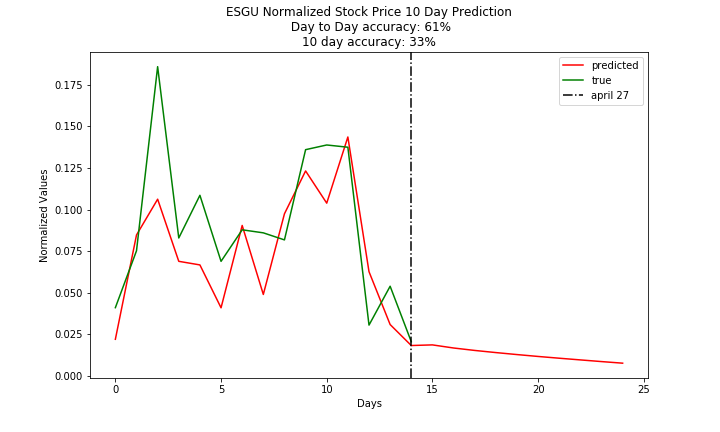 ESGU Normalized Stock Price 10 Day Prediction
Day to Day accuracy: 61%
10 day accuracy: 33%
predicted
true
april 27
Normalized Values
0.175
0.150
0.125
0.100
0.075
0.050
0.025
0.000
0 5 10 15 20 25
Days